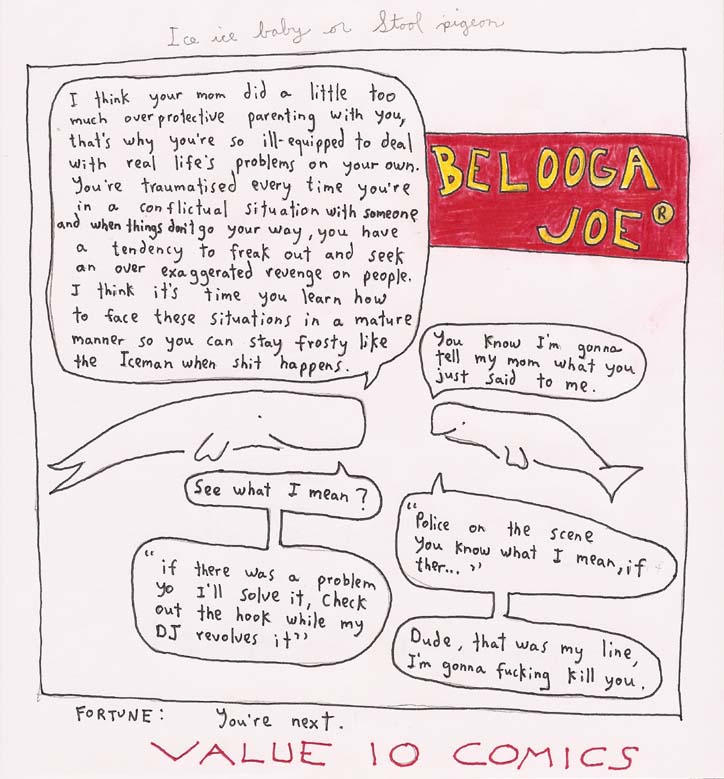 Ice ice baby or Stool pigeon
I think your mom did a little too
much overprotective parenting with you,
that's why you're so ill-equipped to deal
with real life's problems on your own.
You're traumatised every time you're
in a conflictual situation with someone
and when things don't go your way, you have
a tendency to freak out and seek
an over exaggerated revenge on people.
I think it's time you learn how
to face these situations in a mature
manner so you can stay frosty like
the Iceman when shit happens.
BELOOGA
JOE ®
You know I'm gonna
tell my mom what you
just said to me.
See what I mean?
"Police on the scene
You know what I mean, if
ther..."
"if there was a problem
yo I'll solve it, Check
out the hook while my
DJ revolves it"
Dude, that was my line,
I'm gonna fucking kill you.
FORTUNE: You're next.
VALUE 10 COMICS